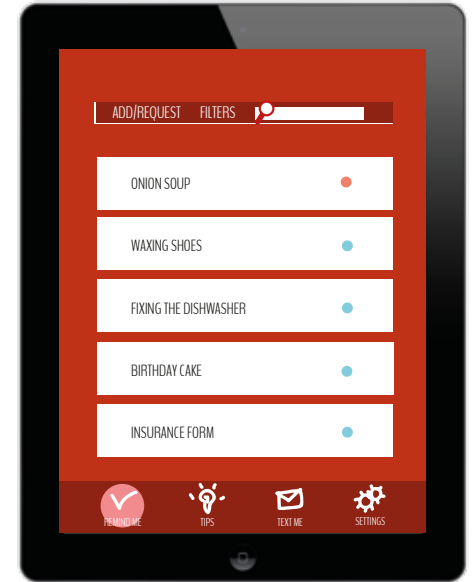 ADD/REQUEST FILTERS
ONION SOUP
WAXING SHOES
FIXING THE DISHWASHER
BIRTHDAY CAKE
INSURANCE FORM
REMIND ME TIPS TEXT ME SETTINGS